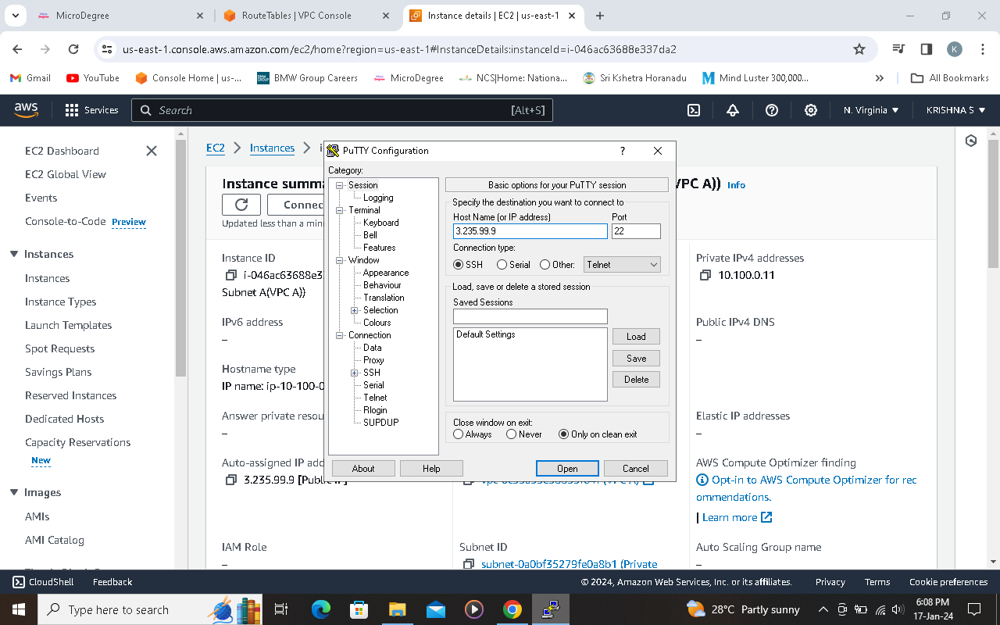 MicroDegree
RouteTables | VPC Console
Instance details | EC2 | us-east-1
us-east-1.console.aws.amazon.com/ec2/home?region=us-east-1#InstanceDetails:instanceId=i-046ac63688e337da2
K
Gmail
YouTube
Console Home | us-...
BMW Group Careers
MicroDegree
NCS|Home: Nationa...
Sri Kshetra Horanadu
Mind Luster 300,000...
All Bookmarks
aws
Services
Search
[Alt+S]
N. Virginia
KRISHNA S
EC2 Dashboard
EC2 Global View
Events
Console-to-Code Preview
Instances
Instances
Instance Types
Launch Templates
Spot Requests
Savings Plans
Reserved Instances
Dedicated Hosts
Capacity Reservations
New
Images
AMIs
AMI Catalog
EC2
Instances
Instance summa
VPC A)) Info
Connec
Updated less than a min
Instance ID
i-046ac63688e3
Subnet A(VPC A))
IPv6 address
–
Hostname type
IP name: ip-10-100-0
Answer private resou
–
Auto-assigned IP add
3.235.99.9 [Public IP]
IAM Role
–
Subnet ID
subnet-0a0bf35279fe0a8b1 (Private
Private IPv4 addresses
10.100.0.11
Public IPv4 DNS
–
Elastic IP addresses
–
AWS Compute Optimizer finding
Opt-in to AWS Compute Optimizer for rec
ommendations.
| Learn more
Auto Scaling Group name
–
PuTTY Configuration
?
Category:
Session
Logging
Terminal
Keyboard
Bell
Features
Window
Appearance
Behaviour
Translation
Selection
Colours
Connection
Data
Proxy
SSH
Serial
Telnet
Rlogin
SUPDUP
Basic options for your PuTTY session
Specify the destination you want to connect to
Host Name (or IP address)
Port
3.235.99.9
22
Connection type:
SSH
Serial
Other:
Telnet
Load, save or delete a stored session
Saved Sessions
Default Settings
Load
Save
Delete
Close window on exit:
Always
Never
Only on clean exit
About
Help
Open
Cancel
CloudShell
Feedback
© 2024, Amazon Web Services, Inc. or its affiliates.
Privacy
Terms
Cookie preferences
Type here to search
28°C Partly sunny
6:08 PM
17-Jan-24